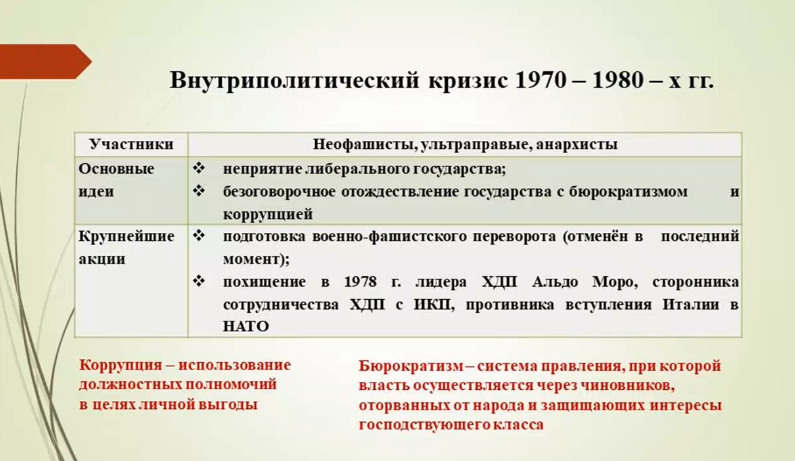 Внутриполитический кризис 1970 – 1980 – х гг.
Участники
Неофашисты, ультраправые, анархисты
Основные
идеи
❖ неприятие либерального государства;
❖ безоговорочное отождествление государства с бюрократизмом и
коррупцией
Крупнейшие
акции
❖ подготовка военно-фашистского переворота (отменён в последний
момент);
❖ похищение в 1978 г. лидера ХДП Альдо Моро, сторонника
сотрудничества ХДП с ИКП, противника вступления Италии в
НАТО
Коррупция – использование
должностных полномочий
в целях личной выгоды
Бюрократизм – система правления, при которой
власть осуществляется через чиновников,
оторванных от народа и защищающих интересы
господствующего класса